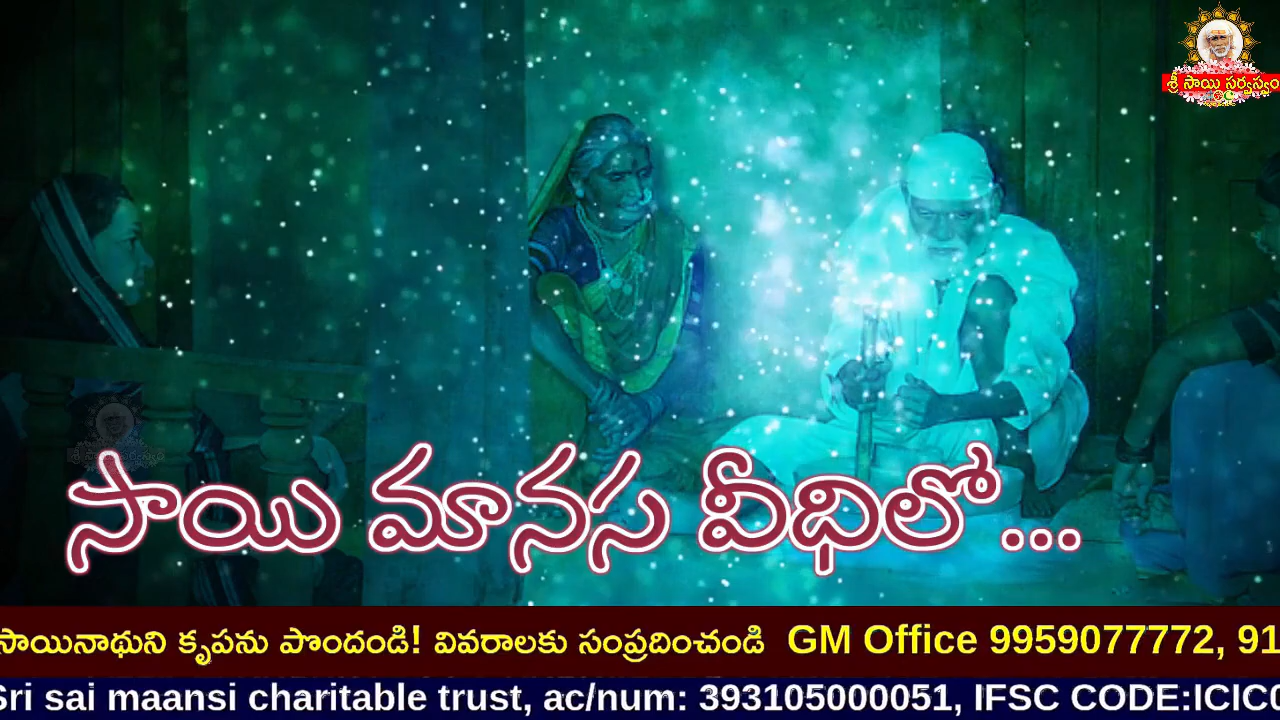 శ్రీ సాయి సర్వస్వం
సాయి మానస వీధిలో...
సాయినాథుని కృపను పొందండి! వివరాలకు సంప్రదించండి GM Office 9959077772, 91
Sri sai maansi charitable trust, ac/num: 393105000051, IFSC CODE:ICIC0